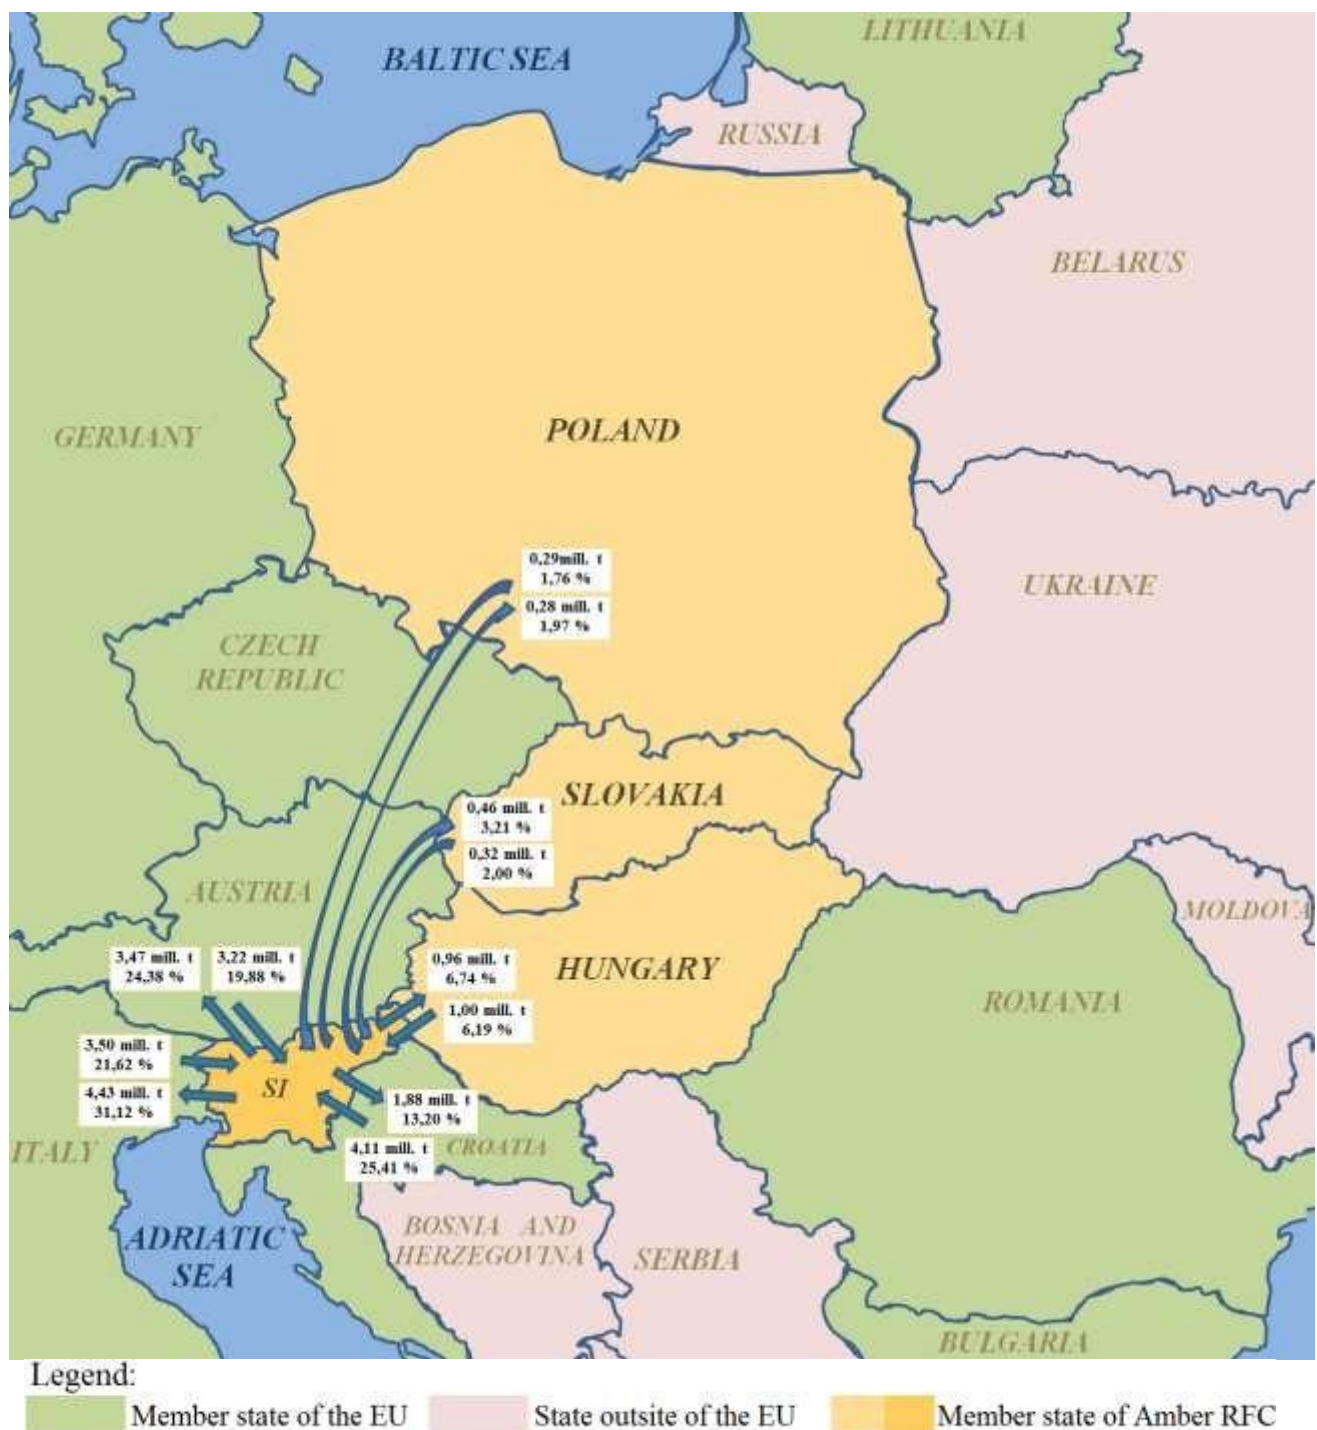 LITHUANIA
BALTIC SEA
RUSSIA
BELARUS
GERMANY
POLAND
0,29mill. t
1,76 %
UKRAINE
0,28 mill. t
1,97 %
CZECH
REPUBLIC
SLOVAKIA
0,46 mill. t
3,21 %
0,32 mill. t
2,00 %
AUSTRIA
MOLDOVA
3,47 mill. t
24,38 %
3,22 mill. t
19,88 %
0,96 mill. t
6,74 %
HUNGARY
ROMANIA
1,00 mill. t
6,19 %
3,50 mill. t
21,62 %
SI
4,43 mill. t
31,12 %
1,88 mill. t
13,20 %
ITALY
4,11 mill. t
25,41 %
CROATIA
ADRIATIC
SEA
BOSNIA AND
HERZEGOVINA
SERBIA
BULGARIA
Legend:
Member state of the EU
State outsite of the EU
Member state of Amber RFC